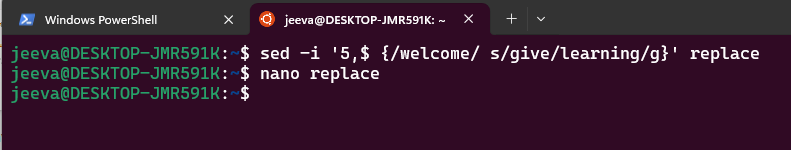 Windows PowerShell
jeeva@DESKTOP-JMR591K: ~
jeeva@DESKTOP-JMR591K:~$ sed -i '5,$ {/welcome/ s/give/learning/g}' replace
jeeva@DESKTOP-JMR591K:~$ nano replace
jeeva@DESKTOP-JMR591K:~$